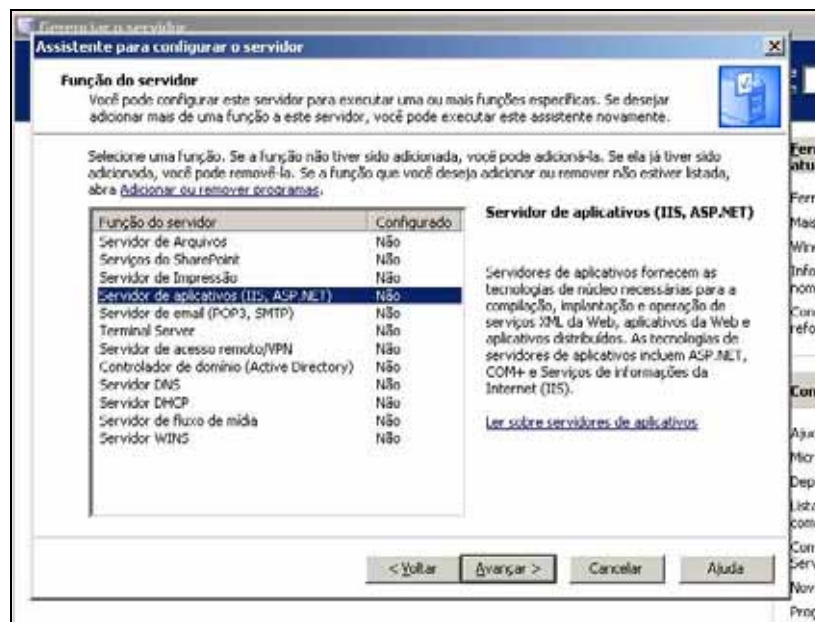 Gerenciar o servidor
Assistente para configurar o servidor
Função do servidor
Você pode configurar este servidor para executar uma ou mais funções específicas. Se desejar
adicionar mais de uma função a este servidor, você pode executar este assistente novamente.
Selecione uma função. Se a função não tiver sido adicionada, você pode adicioná-la. Se ela já tiver sido
adicionada, você pode removê-la. Se a função que você deseja adicionar ou remover não estiver listada,
abra Adicionar ou remover programas.
Função do servidor Configurado
Servidor de Arquivos Não
Serviços do SharePoint Não
Servidor de Impressão Não
Servidor de aplicativos (IIS, ASP.NET) Não
Servidor de email (POP3, SMTP) Não
Terminal Server Não
Servidor de acesso remoto/VPN Não
Controlador de domínio (Active Directory) Não
Servidor DNS Não
Servidor DHCP Não
Servidor de fluxo de mídia Não
Servidor WINS Não
Servidor de aplicativos (IIS, ASP.NET)
Servidores de aplicativos fornecem as
tecnologias de núcleo necessárias para a
compilação, implantação e operação de
serviços XML da Web, aplicativos da Web e
aplicativos distribuídos. As tecnologias de
servidores de aplicativos incluem ASP.NET,
COM+ e Serviços de informações da
Internet (IIS).
Ler sobre servidores de aplicativos
< Voltar
Avançar >
Cancelar
Ajuda